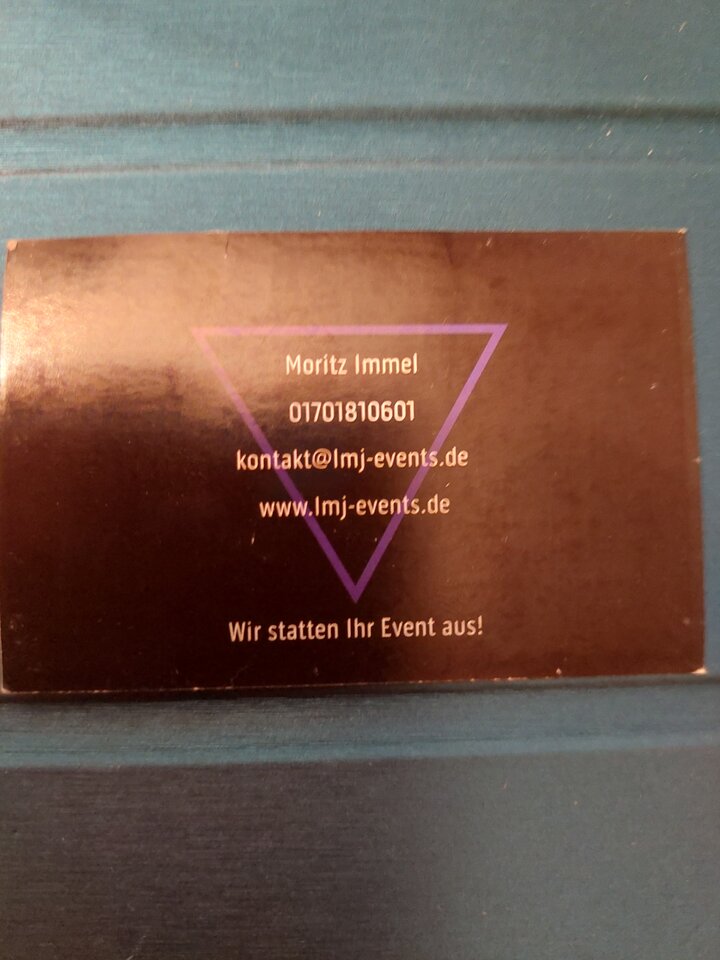 Moritz Immel
01701810601
kontakt@lmj-events.de
www.lmj-events.de
Wir statten Ihr Event aus!